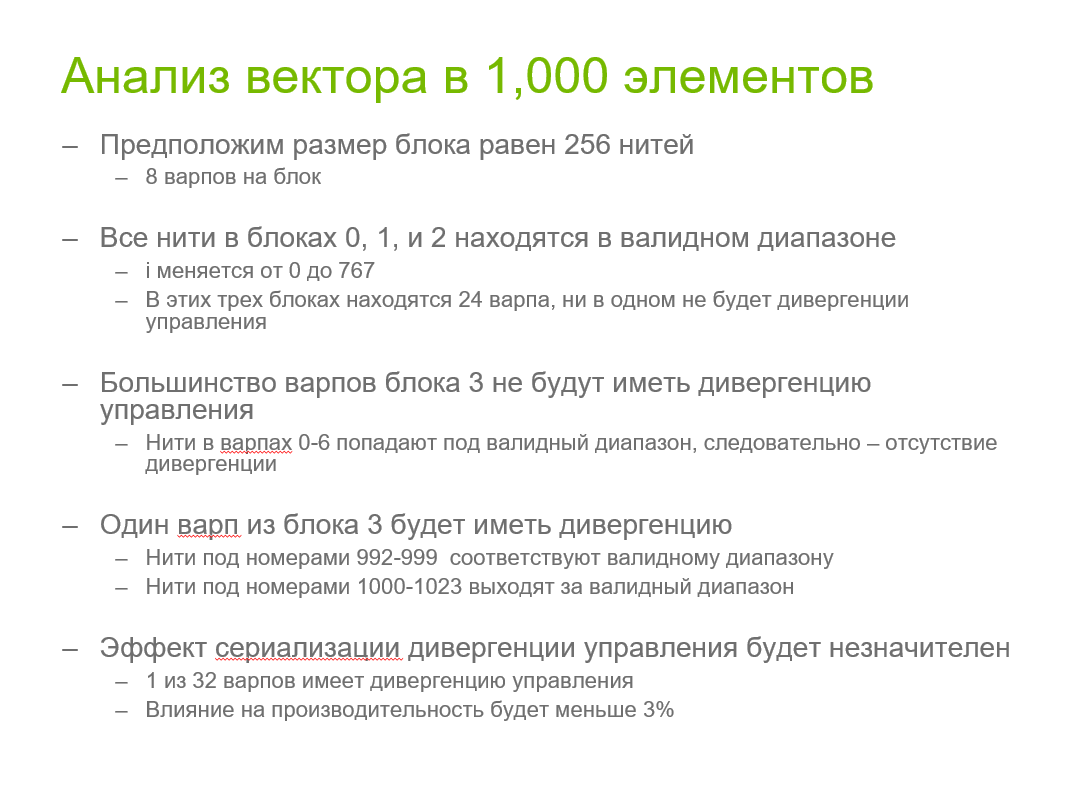 Анализ вектора в 1,000 элементов
– Предположим размер блока равен 256 нитей
– 8 варпов на блок
– Все нити в блоках 0, 1, и 2 находятся в валидном диапазоне
– i меняется от 0 до 767
– В этих трех блоках находятся 24 варпа, ни в одном не будет дивергенции
управления
– Большинство варпов блока 3 не будут иметь дивергенцию
управления
– Нити в варпах 0-6 попадают под валидный диапазон, следовательно – отсутствие
дивергенции
– Один варп из блока 3 будет иметь дивергенцию
– Нити под номерами 992-999  соответствуют валидному диапазону
– Нити под номерами 1000-1023 выходят за валидный диапазон
– Эффект сериализации дивергенции управления будет незначителен
– 1 из 32 варпов имеет дивергенцию управления
– Влияние на производительность будет меньше 3%